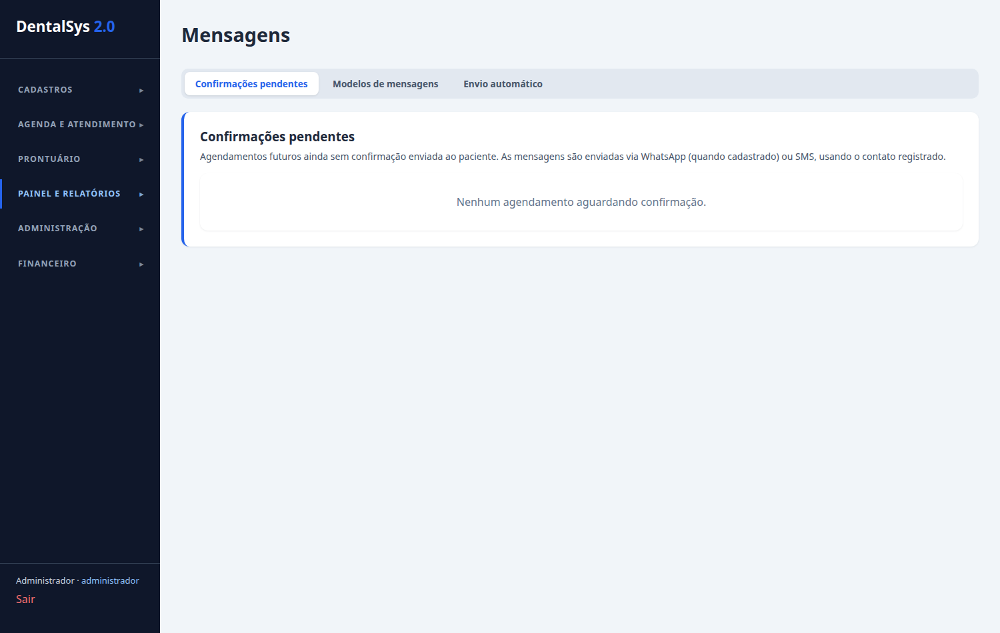 DentalSys 2.0
CADASTROS
AGENDA E ATENDIMENTO
PRONTUÁRIO
PAINEL E RELATÓRIOS
ADMINISTRAÇÃO
FINANCEIRO
Administrador · administrador
Sair
Mensagens
Confirmações pendentes
Modelos de mensagens
Envio automático
Confirmações pendentes
Agendamentos futuros ainda sem confirmação enviada ao paciente. As mensagens são enviadas via WhatsApp (quando cadastrado) ou SMS, usando o contato registrado.
Nenhum agendamento aguardando confirmação.